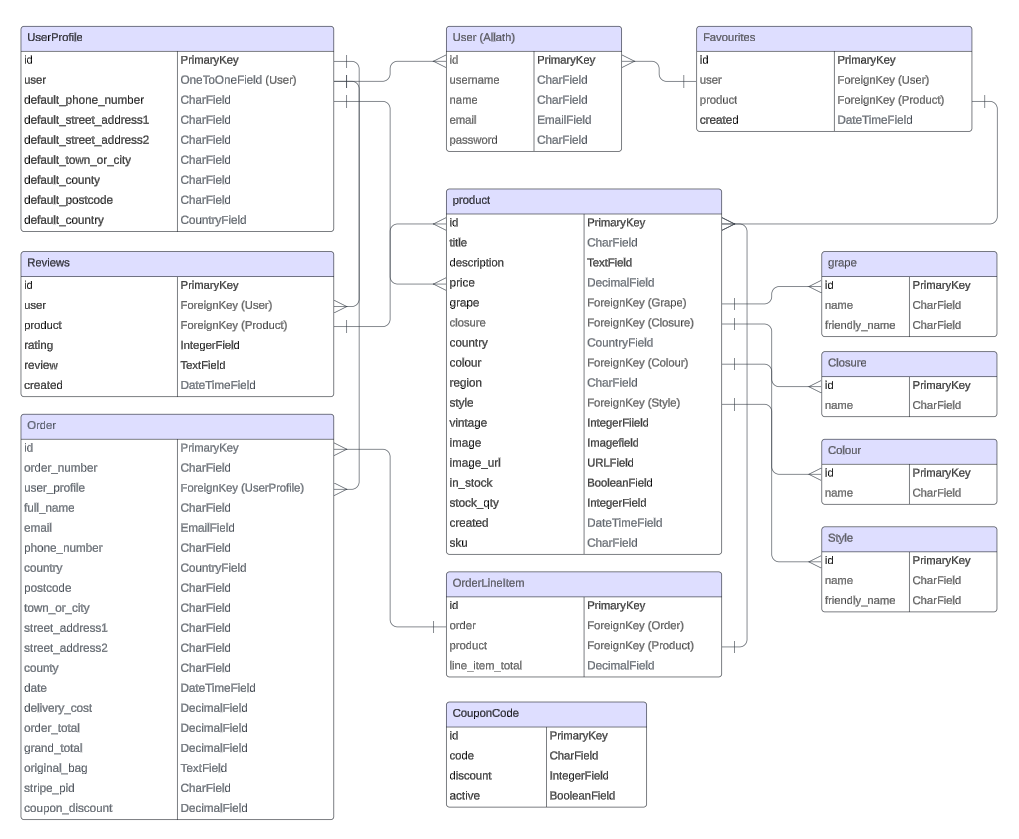 UserProfile
id PrimaryKey
user OneToOneField (User)
default_phone_number CharField
default_street_address1 CharField
default_street_address2 CharField
default_town_or_city CharField
default_county CharField
default_postcode CharField
default_country CountryField
User (Allath)
id PrimaryKey
username CharField
name CharField
email EmailField
password CharField
Favourites
id PrimaryKey
user ForeignKey (User)
product ForeignKey (Product)
created DateTimeField
Reviews
id PrimaryKey
user ForeignKey (User)
product ForeignKey (Product)
rating IntegerField
review TextField
created DateTimeField
product
id PrimaryKey
title CharField
description TextField
price DecimalField
grape ForeignKey (Grape)
closure ForeignKey (Closure)
country CountryField
colour ForeignKey (Colour)
region CharField
style ForeignKey (Style)
vintage IntegerFiield
image Imagefield
image_url URLField
in_stock BooleanField
stock_qty IntegerField
created DateTimeField
sku CharField
grape
id PrimaryKey
name CharField
friendly_name CharField
Closure
id PrimaryKey
name CharField
Colour
id PrimaryKey
name CharField
Style
id PrimaryKey
name CharField
friendly_name CharField
Order
id PrimaryKey
order_number CharField
user_profile ForeignKey (UserProfile)
full_name CharField
email EmailField
phone_number CharField
country CountryField
postcode CharField
town_or_city CharField
street_address1 CharField
street_address2 CharField
county CharField
date DateTimeField
delivery_cost DecimalField
order_total DecimalField
grand_total DecimalField
original_bag TextField
stripe_pid CharField
coupon_discount DecimalField
OrderLineItem
id PrimaryKey
order ForeignKey (Order)
product ForeignKey (Product)
line_item_total DecimalField
CouponCode
id PrimaryKey
code CharField
discount IntegerField
active BooleanField